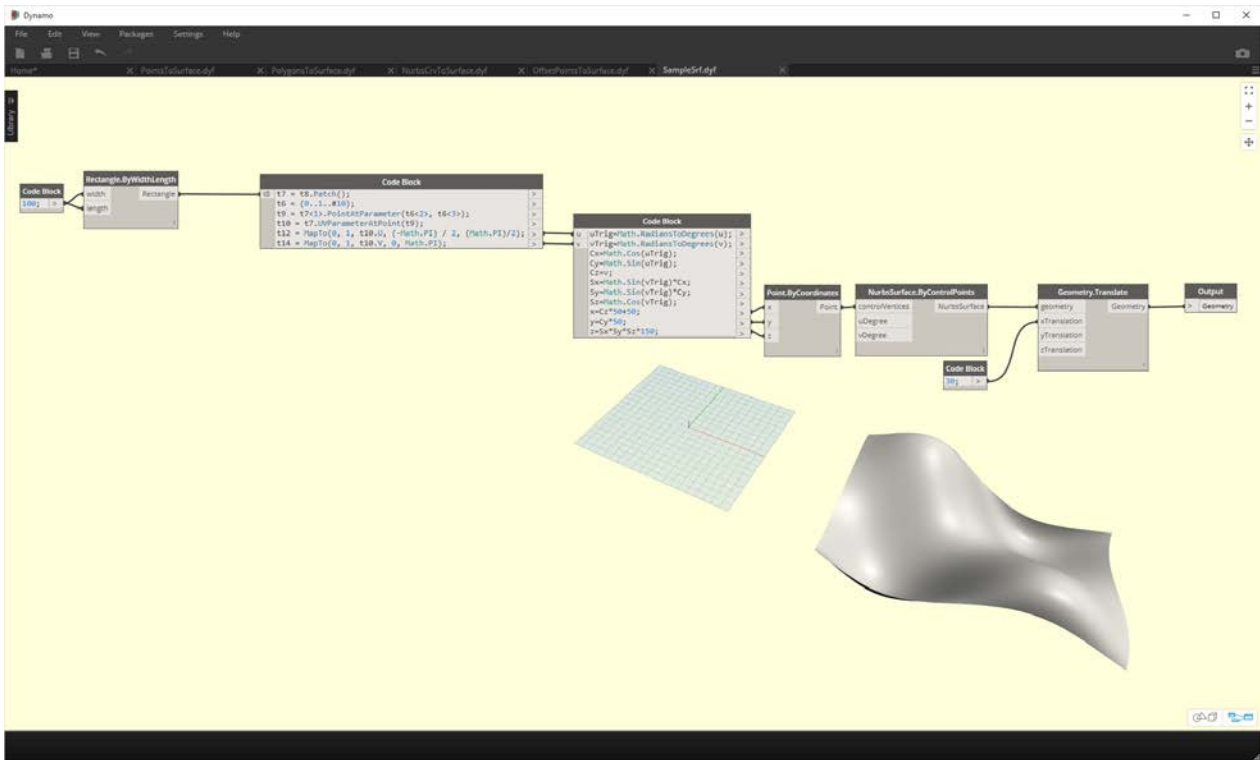 Dynamo
File Edit View Packages Settings Help
Home* PointsToSurface.dyf PolygonsToSurface.dyf NurbsCrvToSurface.dyf OffsetPointsToSurface.dyf SampleSrf.dyf
Library
Code Block
100; >
Rectangle.ByWidthLength
width Rectangle
length
Code Block
t8 t7 = t8.Patch(); >
t6 = (0..1..#10); >
t9 = t7<1>.PointAtParameter(t6<2>, t6<3>); >
t10 = t7.UVParameterAtPoint(t9); >
t12 = MapTo(0, 1, t10.U, (-Math.PI) / 2, (Math.PI)/2); >
t14 = MapTo(0, 1, t10.V, 0, Math.PI); >
Code Block
u uTrig=Math.RadiansToDegrees(u); >
v vTrig=Math.RadiansToDegrees(v); >
Cx=Math.Cos(uTrig); >
Cy=Math.Sin(uTrig); >
Cz=v; >
Sx=Math.Sin(vTrig)*Cx; >
Sy=Math.Sin(vTrig)*Cy; >
Sz=Math.Cos(vTrig); >
x=Cz*50+50; >
y=Cy*50; >
z=Sx*Sy*Sz*150; >
Point.ByCoordinates
x Point
y
z
NurbsSurface.ByControlPoints
controlVertices NurbsSurface
uDegree
vDegree
Code Block
30; >
Geometry.Translate
geometry Geometry
xTranslation
yTranslation
zTranslation
Output
> Geometry